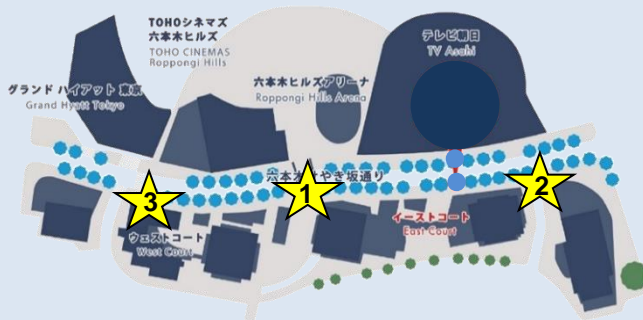 TOHOシネマズ
六本木ヒルズ
TOHO CINEMAS
Roppongi Hills
テレビ朝日
TV Asahi
グランド ハイアット 東京
Grand Hyatt Tokyo
六本木ヒルズアリーナ
Roppongi Hills Arena
六本木けやき坂通り
3
1
2
イーストコート
East Court
ウェストコート
West Court